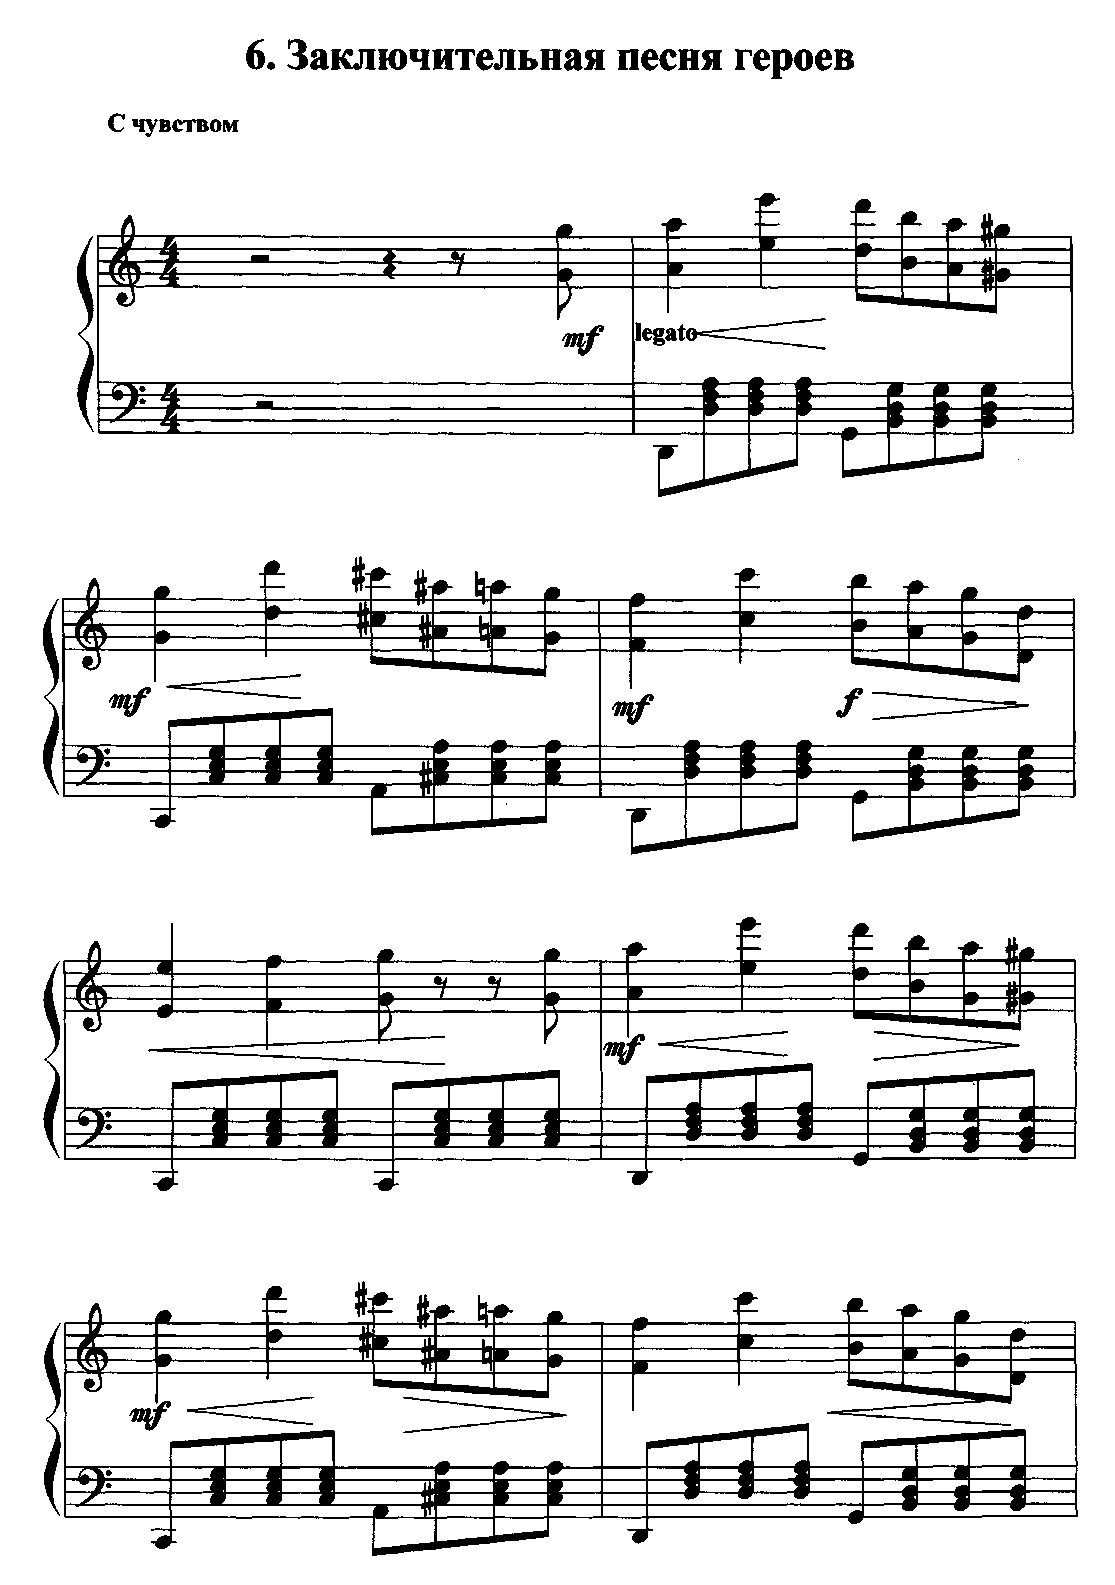 6. Заключительная песня героев
С чувством
mf legato
mf mf f
mf
mf